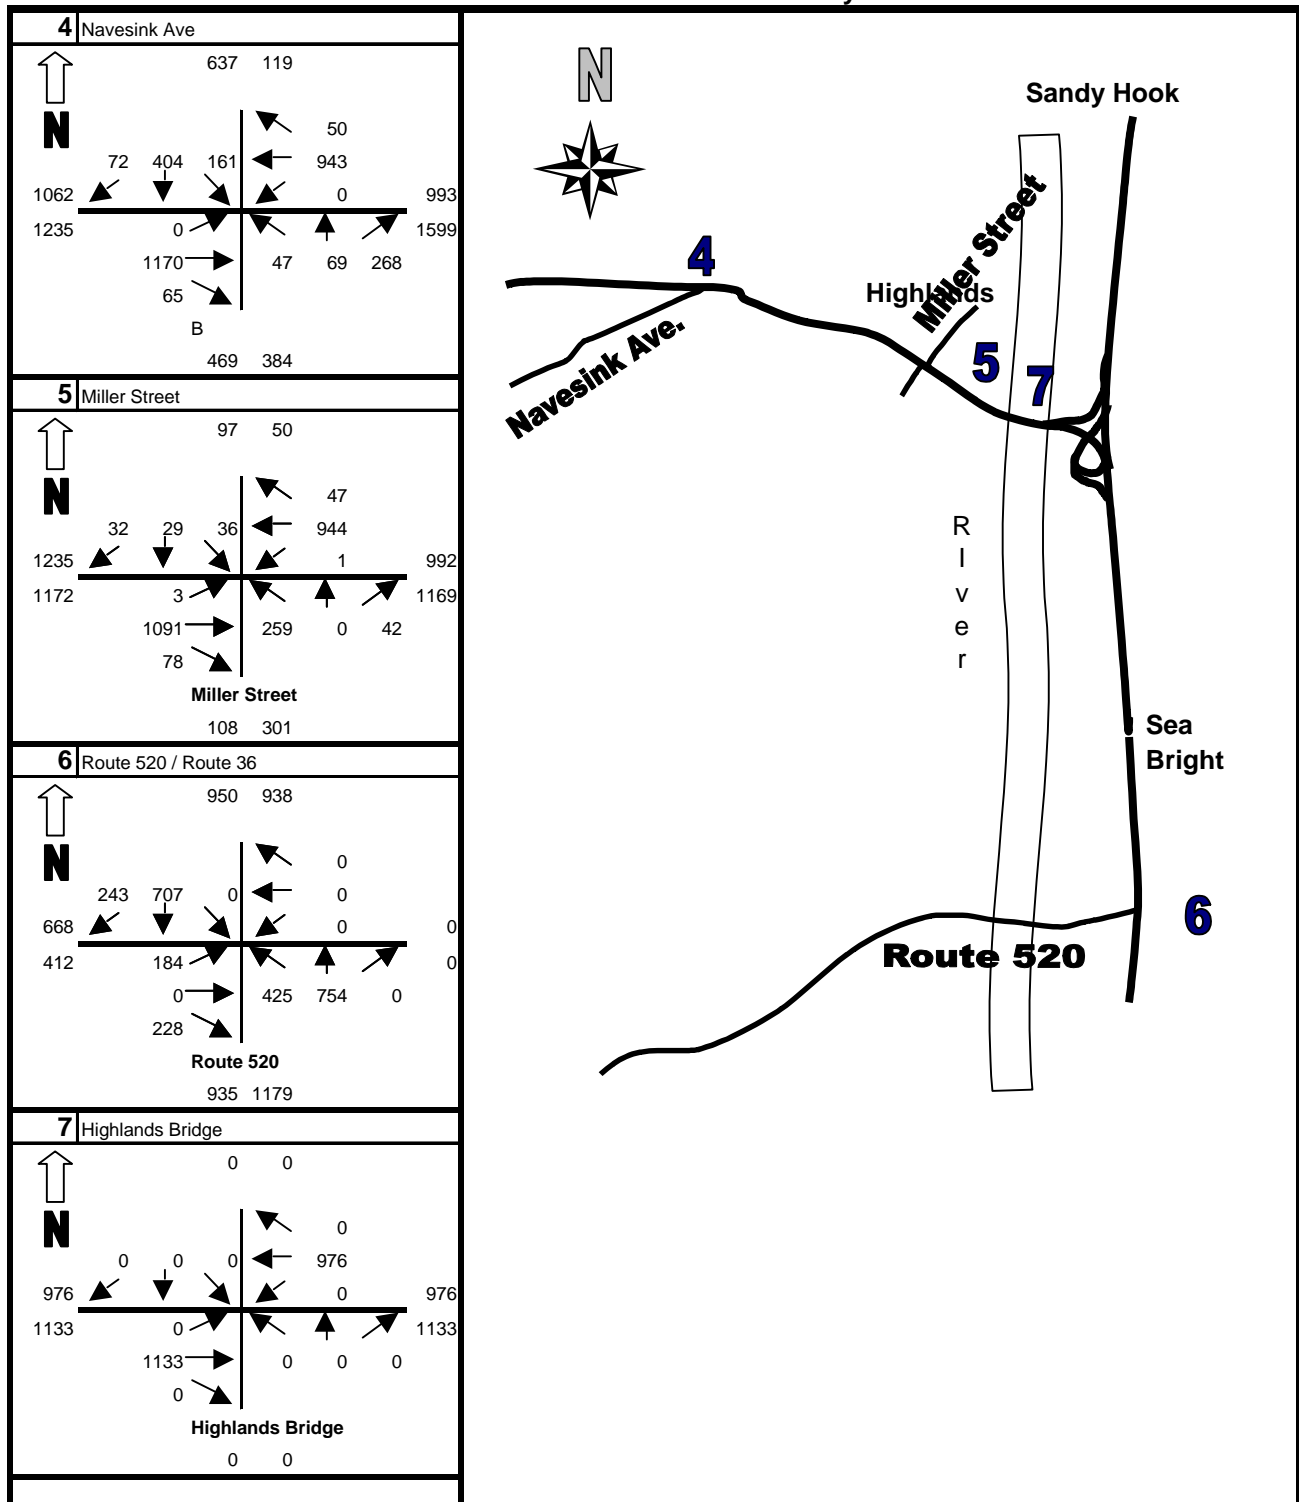 4 Navesink Ave
637 119
N
50
72 404 161 943
1062 0 993
1235 0 1599
1170 47 69 268
65
B
469 384
5 Miller Street
97 50
N
47
32 29 36 944
1235 1 992
1172 3 1169
1091 259 0 42
78
Miller Street
108 301
6 Route 520 / Route 36
950 938
N
0
243 707 0 0
668 0 0
412 184 0
0 425 754 0
228
Route 520
935 1179
7 Highlands Bridge
0 0
N
0
0 0 0 976
976 0 976
1133 0 1133
1133 0 0 0
0
Highlands Bridge
0 0
N
Sandy Hook
Miller Street
4
Highlands
Navesink Ave.
5
7
R
I
v
e
r
Sea
Bright
6
Route 520